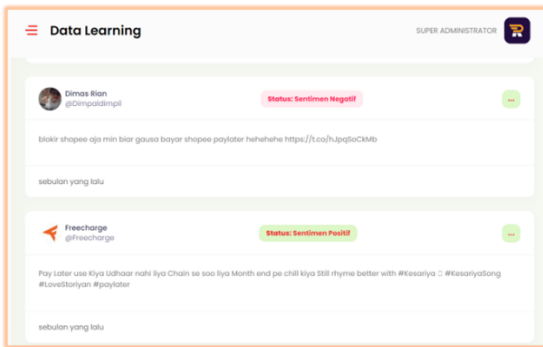 Data Learning
SUPER ADMINISTRATOR
Dimas Rian
@Dimpaldimpil
Status: Sentimen Negatif
...
blokir shopee aja min biar gausa bayar shopee paylater hehehehe https://t.co/hJpqSoCkMb
sebulan yang lalu
Freecharge
@Freecharge
Status: Sentimen Positif
...
Pay Later use Kiya Udhaar nahi liya Chain se soo liya Month end pe chill kiya Still rhyme better with #Kesariya #KesariyaSong
#LoveStoriyan #paylater
sebulan yang lalu